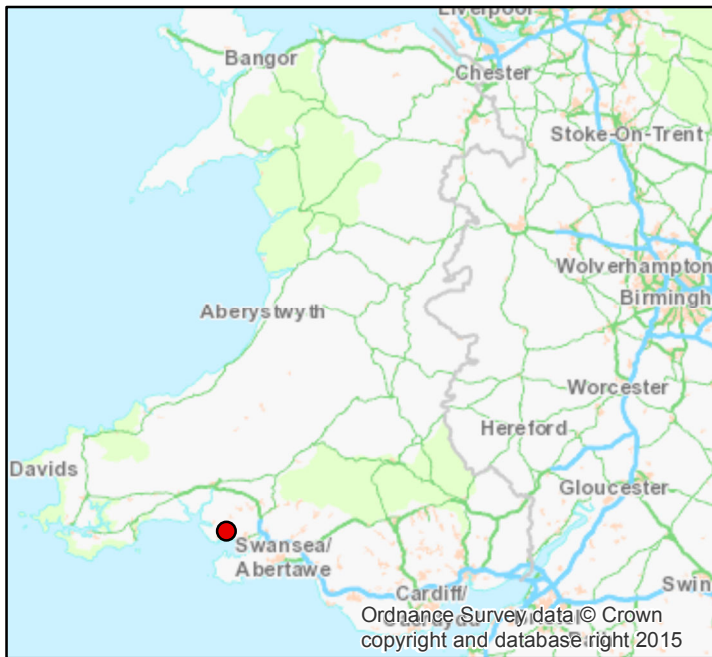 Liverpool
Bangor
Chester
Stoke-On-Trent
Wolverhampton
Birmingh
Aberystwyth
Worcester
Hereford
Davids
Gloucester
Swansea/
Abertawe
Swin
Cardiff/
Ordnance Survey data © Crown
copyright and database right 2015